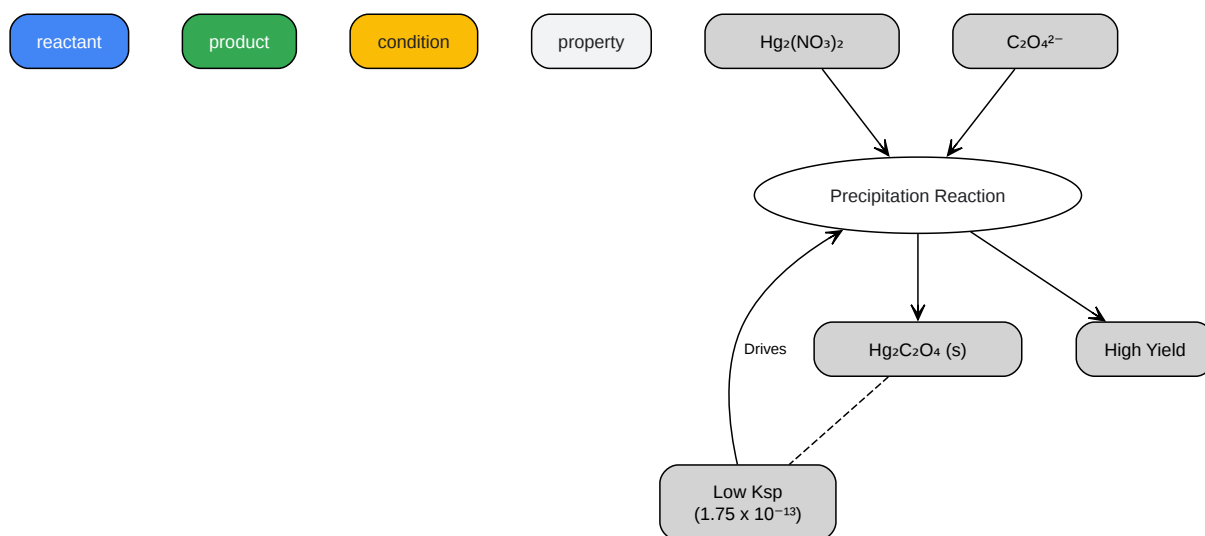 reactant
product
condition
property
Hg₂(NO₃)₂
C₂O₄²⁻
Precipitation Reaction
Drives
Hg₂C₂O₄ (s)
High Yield
Low Ksp
(1.75 x 10⁻¹³)